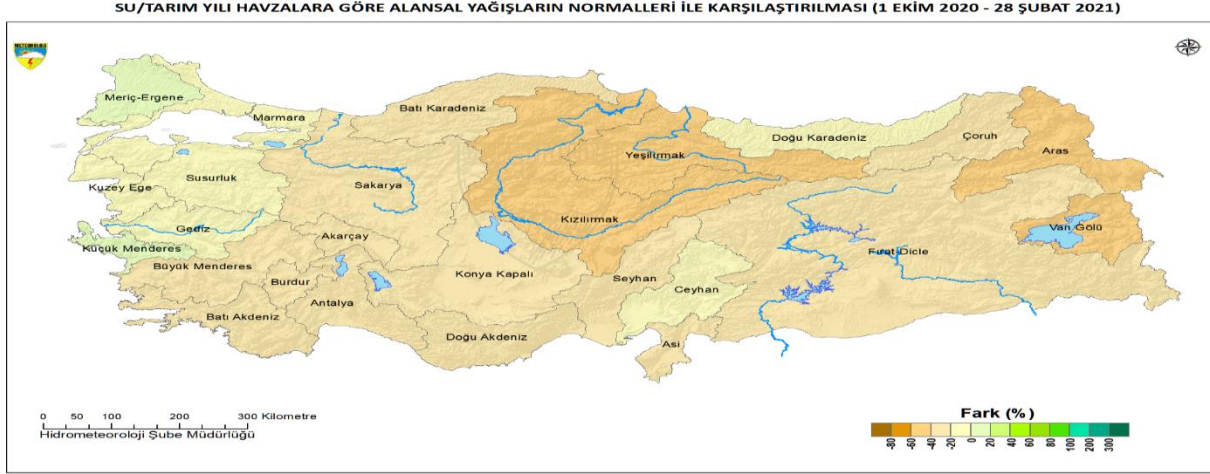 SU/TARIM YILI HAVZALARA GÖRE ALANSAL YAĞIŞLARIN NORMALLERİ İLE KARŞILAŞTIRILMASI (1 EKİM 2020 - 28 ŞUBAT 2021)
Meriç-Ergene
Marmara
Batı Karadeniz
Doğu Karadeniz
Çoruh
Aras
Yeşilırmak
Susurluk
Kuzey Ege
Sakarya
Kızılırmak
Gediz
Küçük Menderes
Akarçay
Van Gölü
Fırat-Dicle
Büyük Menderes
Burdur
Konya Kapalı
Seyhan
Ceyhan
Antalya
Batı Akdeniz
Doğu Akdeniz
Asi
0 50 100 200 300 Kilometre
Hidrometeoroloji Şube Müdürlüğü
Fark (%)
-80 -60 -40 -20 0 20 40 60 80 100 200 300